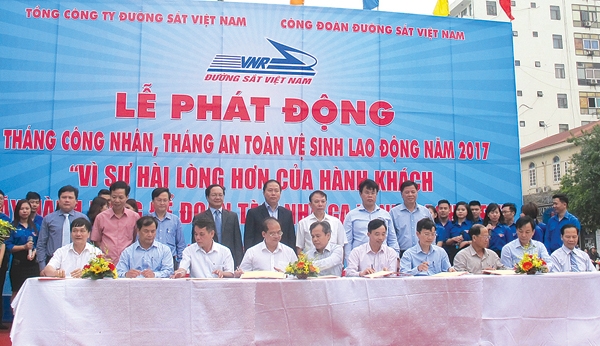 TỔNG CÔNG TY ĐƯỜNG SẮT VIỆT NAM
CÔNG ĐOÀN ĐƯỜNG SẮT VIỆT NAM
VNR
ĐƯỜNG SẮT VIỆT NAM
LỄ PHÁT ĐỘNG
THÁNG CÔNG NHÂN, THÁNG AN TOÀN VỆ SINH LAO ĐỘNG NĂM 2017
"VÌ SỰ HÀI LÒNG HƠN CỦA HÀNH KHÁCH